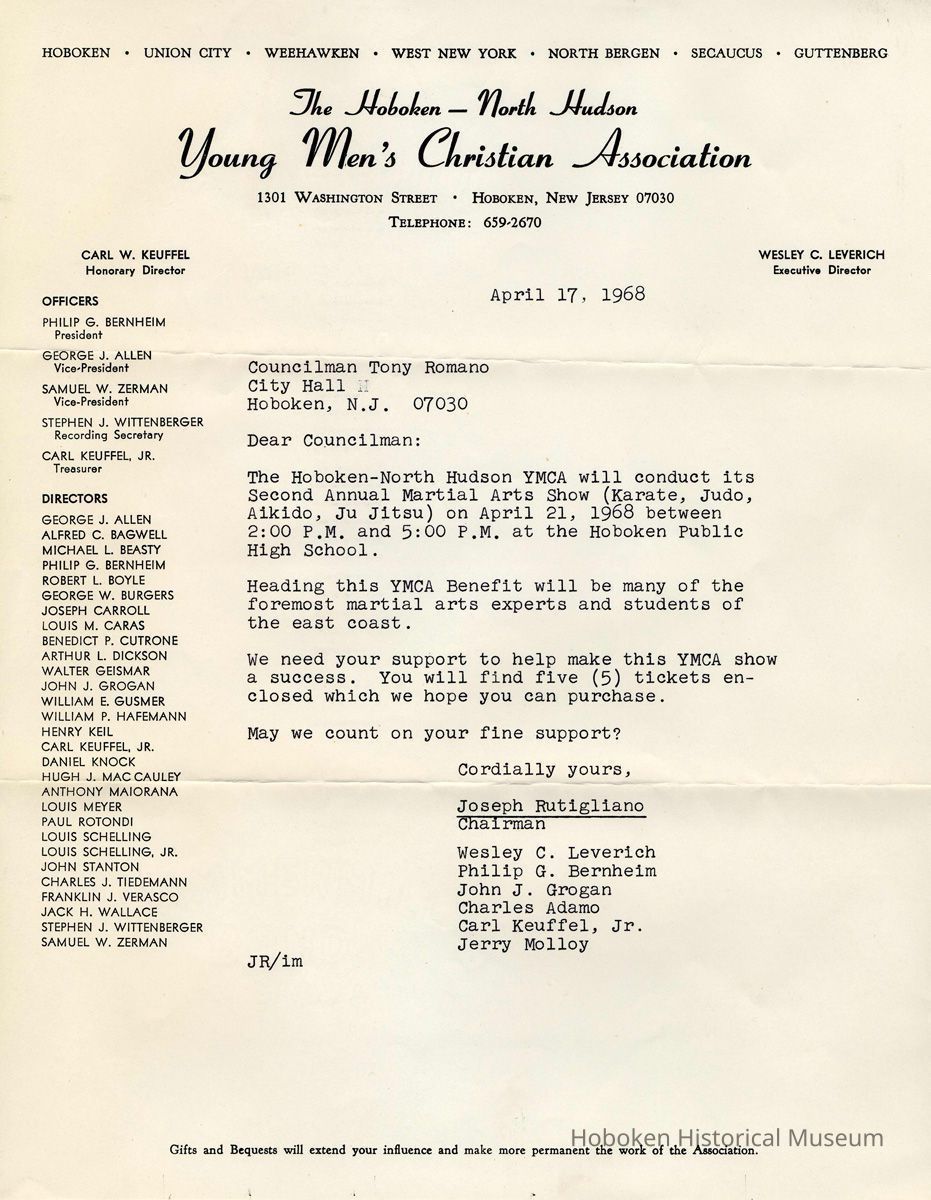 HOBOKEN • UNION CITY • WEEHAWKEN • WEST NEW YORK • NORTH BERGEN • SECAUCUS • GUTTENBERG
The Hoboken — North Hudson
Young Men's Christian Association
1301 WASHINGTON STREET • HOBOKEN, NEW JERSEY 07030
TELEPHONE: 659-2670
CARL W. KEUFFEL
Honorary Director
WESLEY C. LEVERICH
Executive Director
OFFICERS
PHILIP G. BERNHEIM
President
GEORGE J. ALLEN
Vice-President
SAMUEL W. ZERMAN
Vice-President
STEPHEN J. WITTENBERGER
Recording Secretary
CARL KEUFFEL, JR.
Treasurer
DIRECTORS
GEORGE J. ALLEN
ALFRED C. BAGWELL
MICHAEL L. BEASTY
PHILIP G. BERNHEIM
ROBERT L. BOYLE
GEORGE W. BURGERS
JOSEPH CARROLL
LOUIS M. CARAS
BENEDICT P. CUTRONE
ARTHUR L. DICKSON
WALTER GEISMAR
JOHN J. GROGAN
WILLIAM E. GUSMER
WILLIAM P. HAFEMANN
HENRY KEIL
CARL KEUFFEL, JR.
DANIEL KNOCK
HUGH J. MAC CAULEY
ANTHONY MAIORANA
LOUIS MEYER
PAUL ROTONDI
LOUIS SCHELLING
LOUIS SCHELLING, JR.
JOHN STANTON
CHARLES J. TIEDEMANN
FRANKLIN J. VERASCO
JACK H. WALLACE
STEPHEN J. WITTENBERGER
SAMUEL W. ZERMAN
April 17, 1968
Councilman Tony Romano
City Hall
Hoboken, N.J. 07030
Dear Councilman:
The Hoboken-North Hudson YMCA will conduct its
Second Annual Martial Arts Show (Karate, Judo,
Aikido, Ju Jitsu) on April 21, 1968 between
2:00 P.M. and 5:00 P.M. at the Hoboken Public
High School.
Heading this YMCA Benefit will be many of the
foremost martial arts experts and students of
the east coast.
We need your support to help make this YMCA show
a success. You will find five (5) tickets en-
closed which we hope you can purchase.
May we count on your fine support?
Cordially yours,
Joseph Rutigliano
Chairman
Wesley C. Leverich
Philip G. Bernheim
John J. Grogan
Charles Adamo
Carl Keuffel, Jr.
Jerry Molloy
JR/im
Hoboken Historical Museum
Gifts and Bequests will extend your influence and make more permanent the work of the Association.